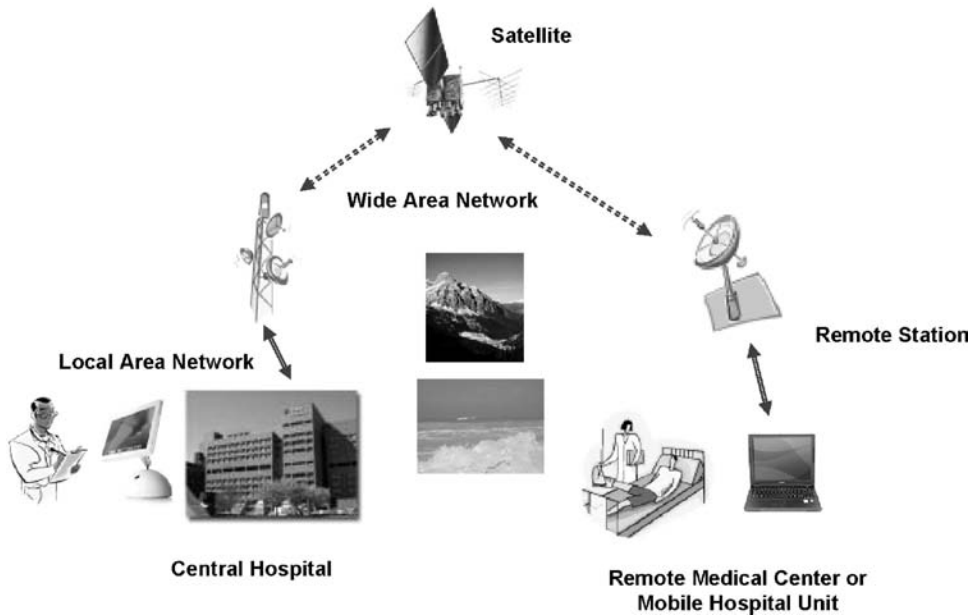 Satellite
Wide Area Network
Local Area Network
Remote Station
Central Hospital
Remote Medical Center or
Mobile Hospital Unit